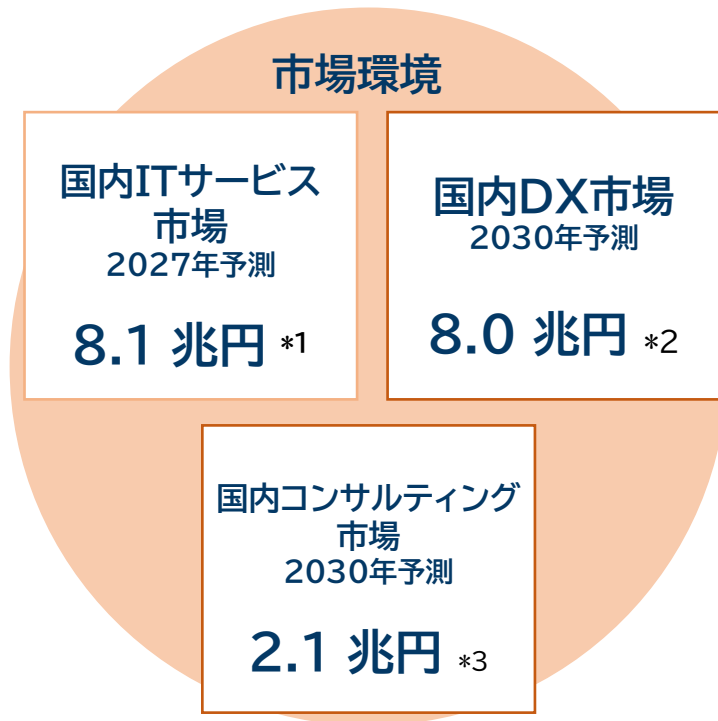 市場環境
国内ITサービス
市場
2027年予測
8.1 兆円 *1
国内DX市場
2030年予測
8.0 兆円 *2
国内コンサルティング
市場
2030年予測
2.1 兆円 *3